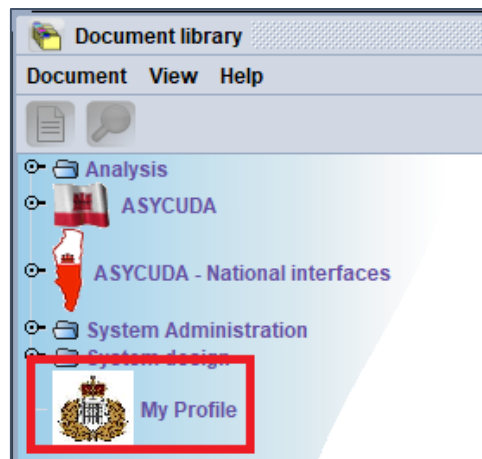 Document library
Document View Help
Analysis
ASYCUDA
ASYCUDA - National interfaces
System Administration
System design
My Profile